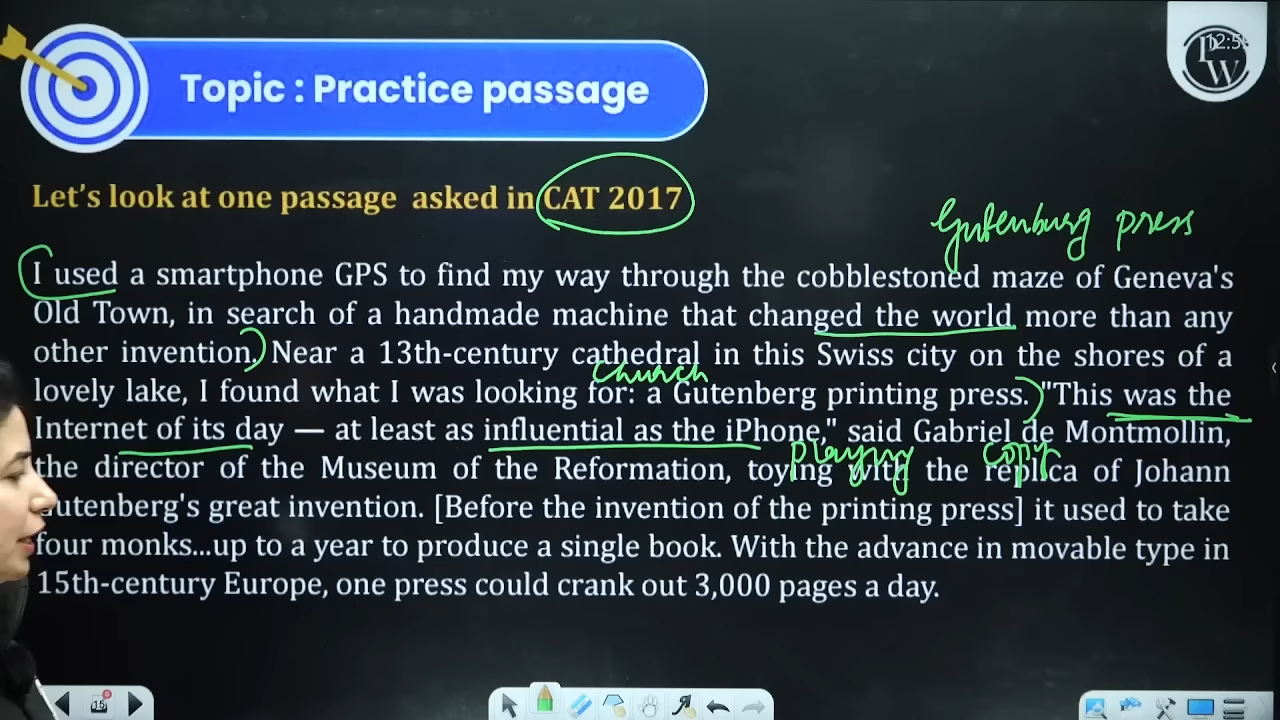 Topic : Practice passage
12:5
PW
Let's look at one passage asked in CAT 2017
Gutenburg press
I used a smartphone GPS to find my way through the cobblestoned maze of Geneva's
Old Town, in search of a handmade machine that changed the world more than any
other invention. Near a 13th-century cathedral in this Swiss city on the shores of a
church
lovely lake, I found what I was looking for: a Gutenberg printing press. "This was the
Internet of its day — at least as influential as the iPhone," said Gabriel de Montmollin,
playing copy
the director of the Museum of the Reformation, toying with the replica of Johann
utenberg's great invention. [Before the invention of the printing press] it used to take
four monks...up to a year to produce a single book. With the advance in movable type in
15th-century Europe, one press could crank out 3,000 pages a day.
15